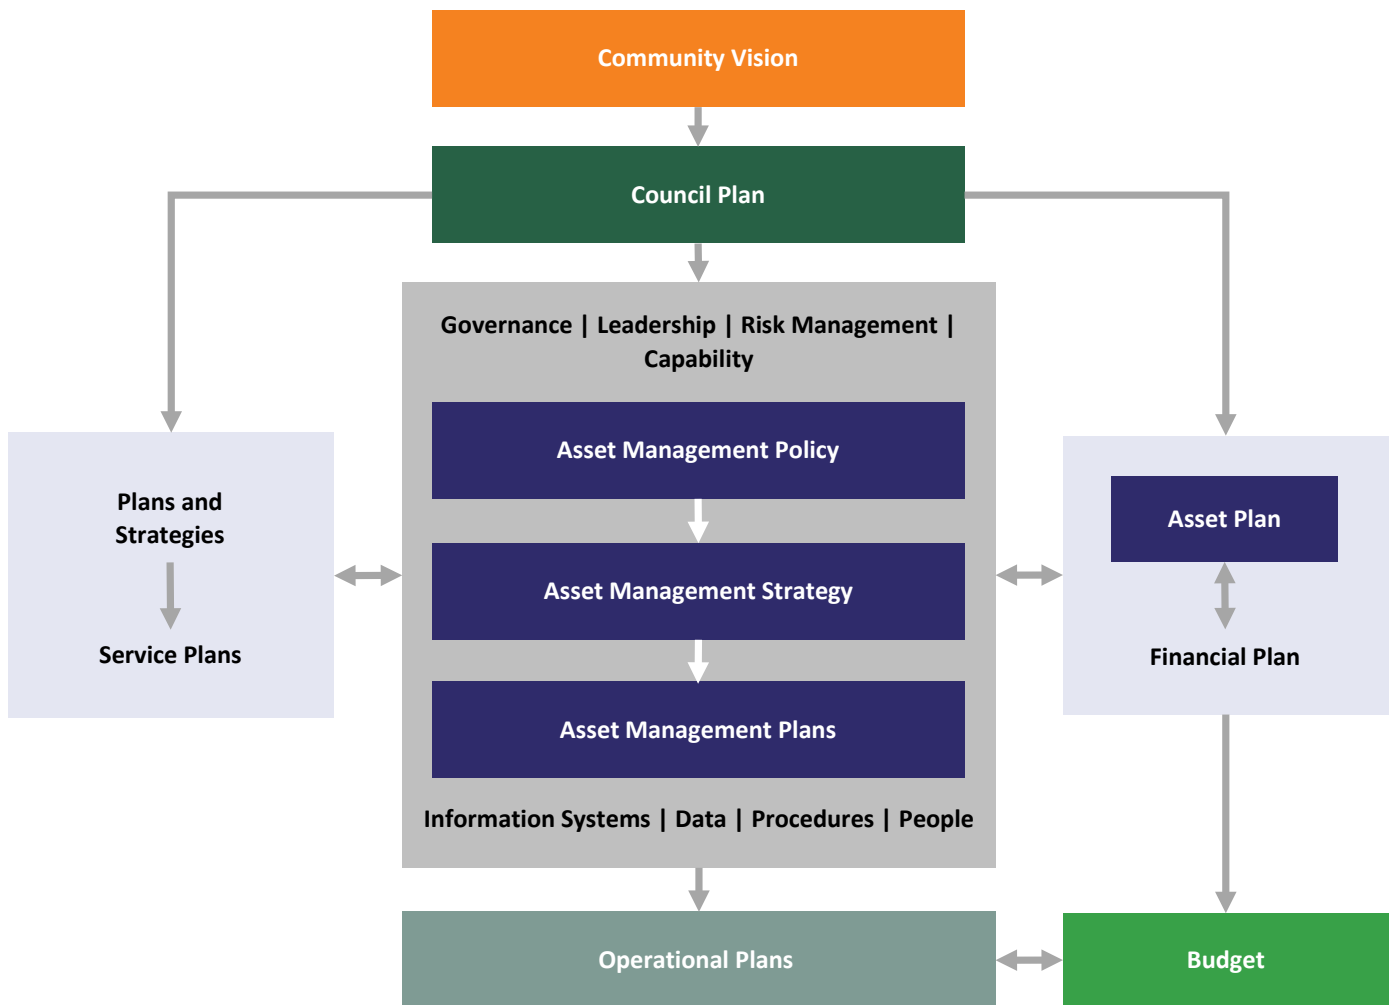 Community Vision
Council Plan
Governance | Leadership | Risk Management |
Capability
Asset Management Policy
Plans and
Strategies
Asset Plan
Asset Management Strategy
Service Plans
Financial Plan
Asset Management Plans
Information Systems | Data | Procedures | People
Operational Plans
Budget